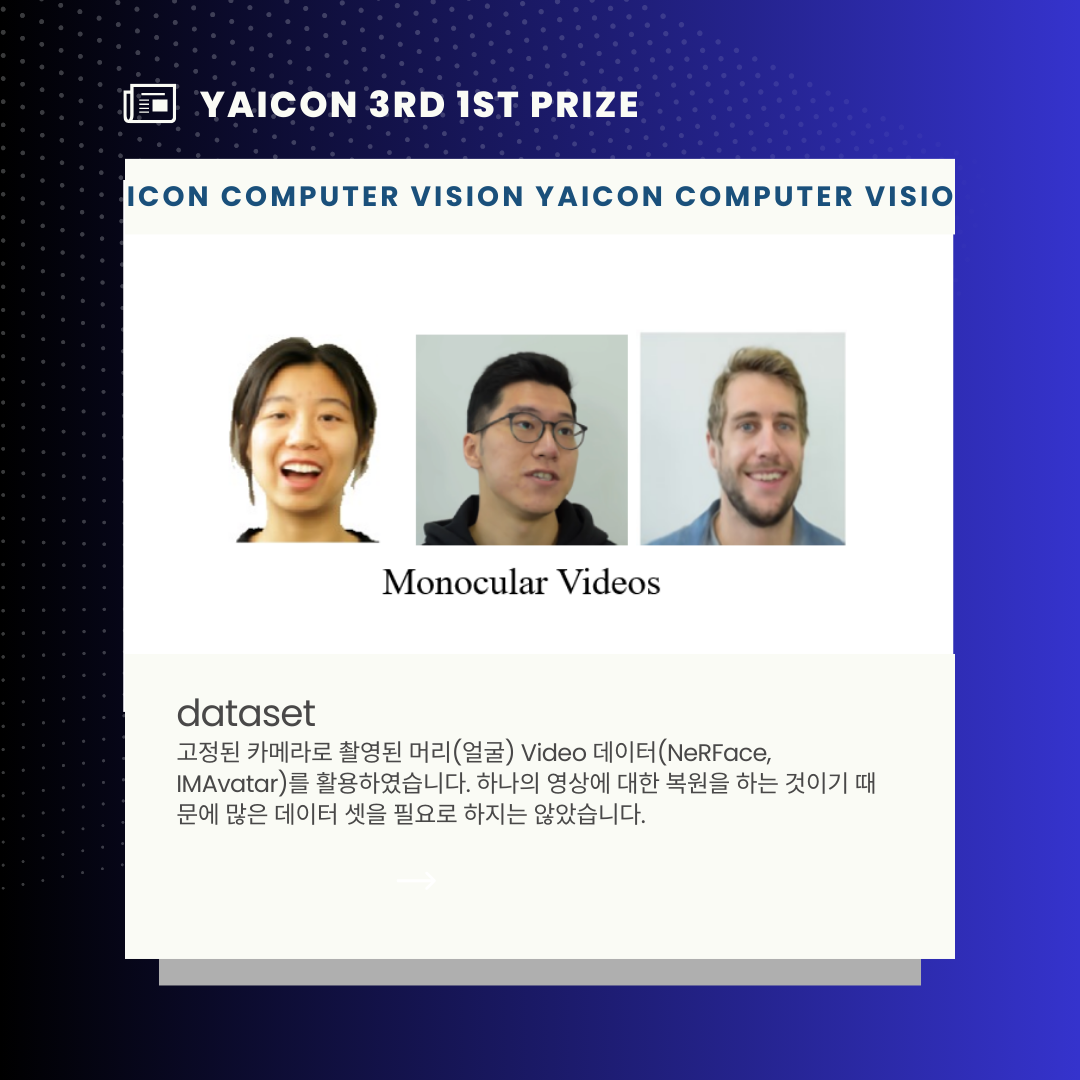 YAICON 3RD 1ST PRIZE
ICON COMPUTER VISION YAICON COMPUTER VISIO
Monocular Videos
dataset
고정된 카메라로 촬영된 머리(얼굴) Video 데이터(NeRFace,
IMAvatar)를 활용하였습니다. 하나의 영상에 대한 복원을 하는 것이기 때
문에 많은 데이터 셋을 필요로 하지는 않았습니다.